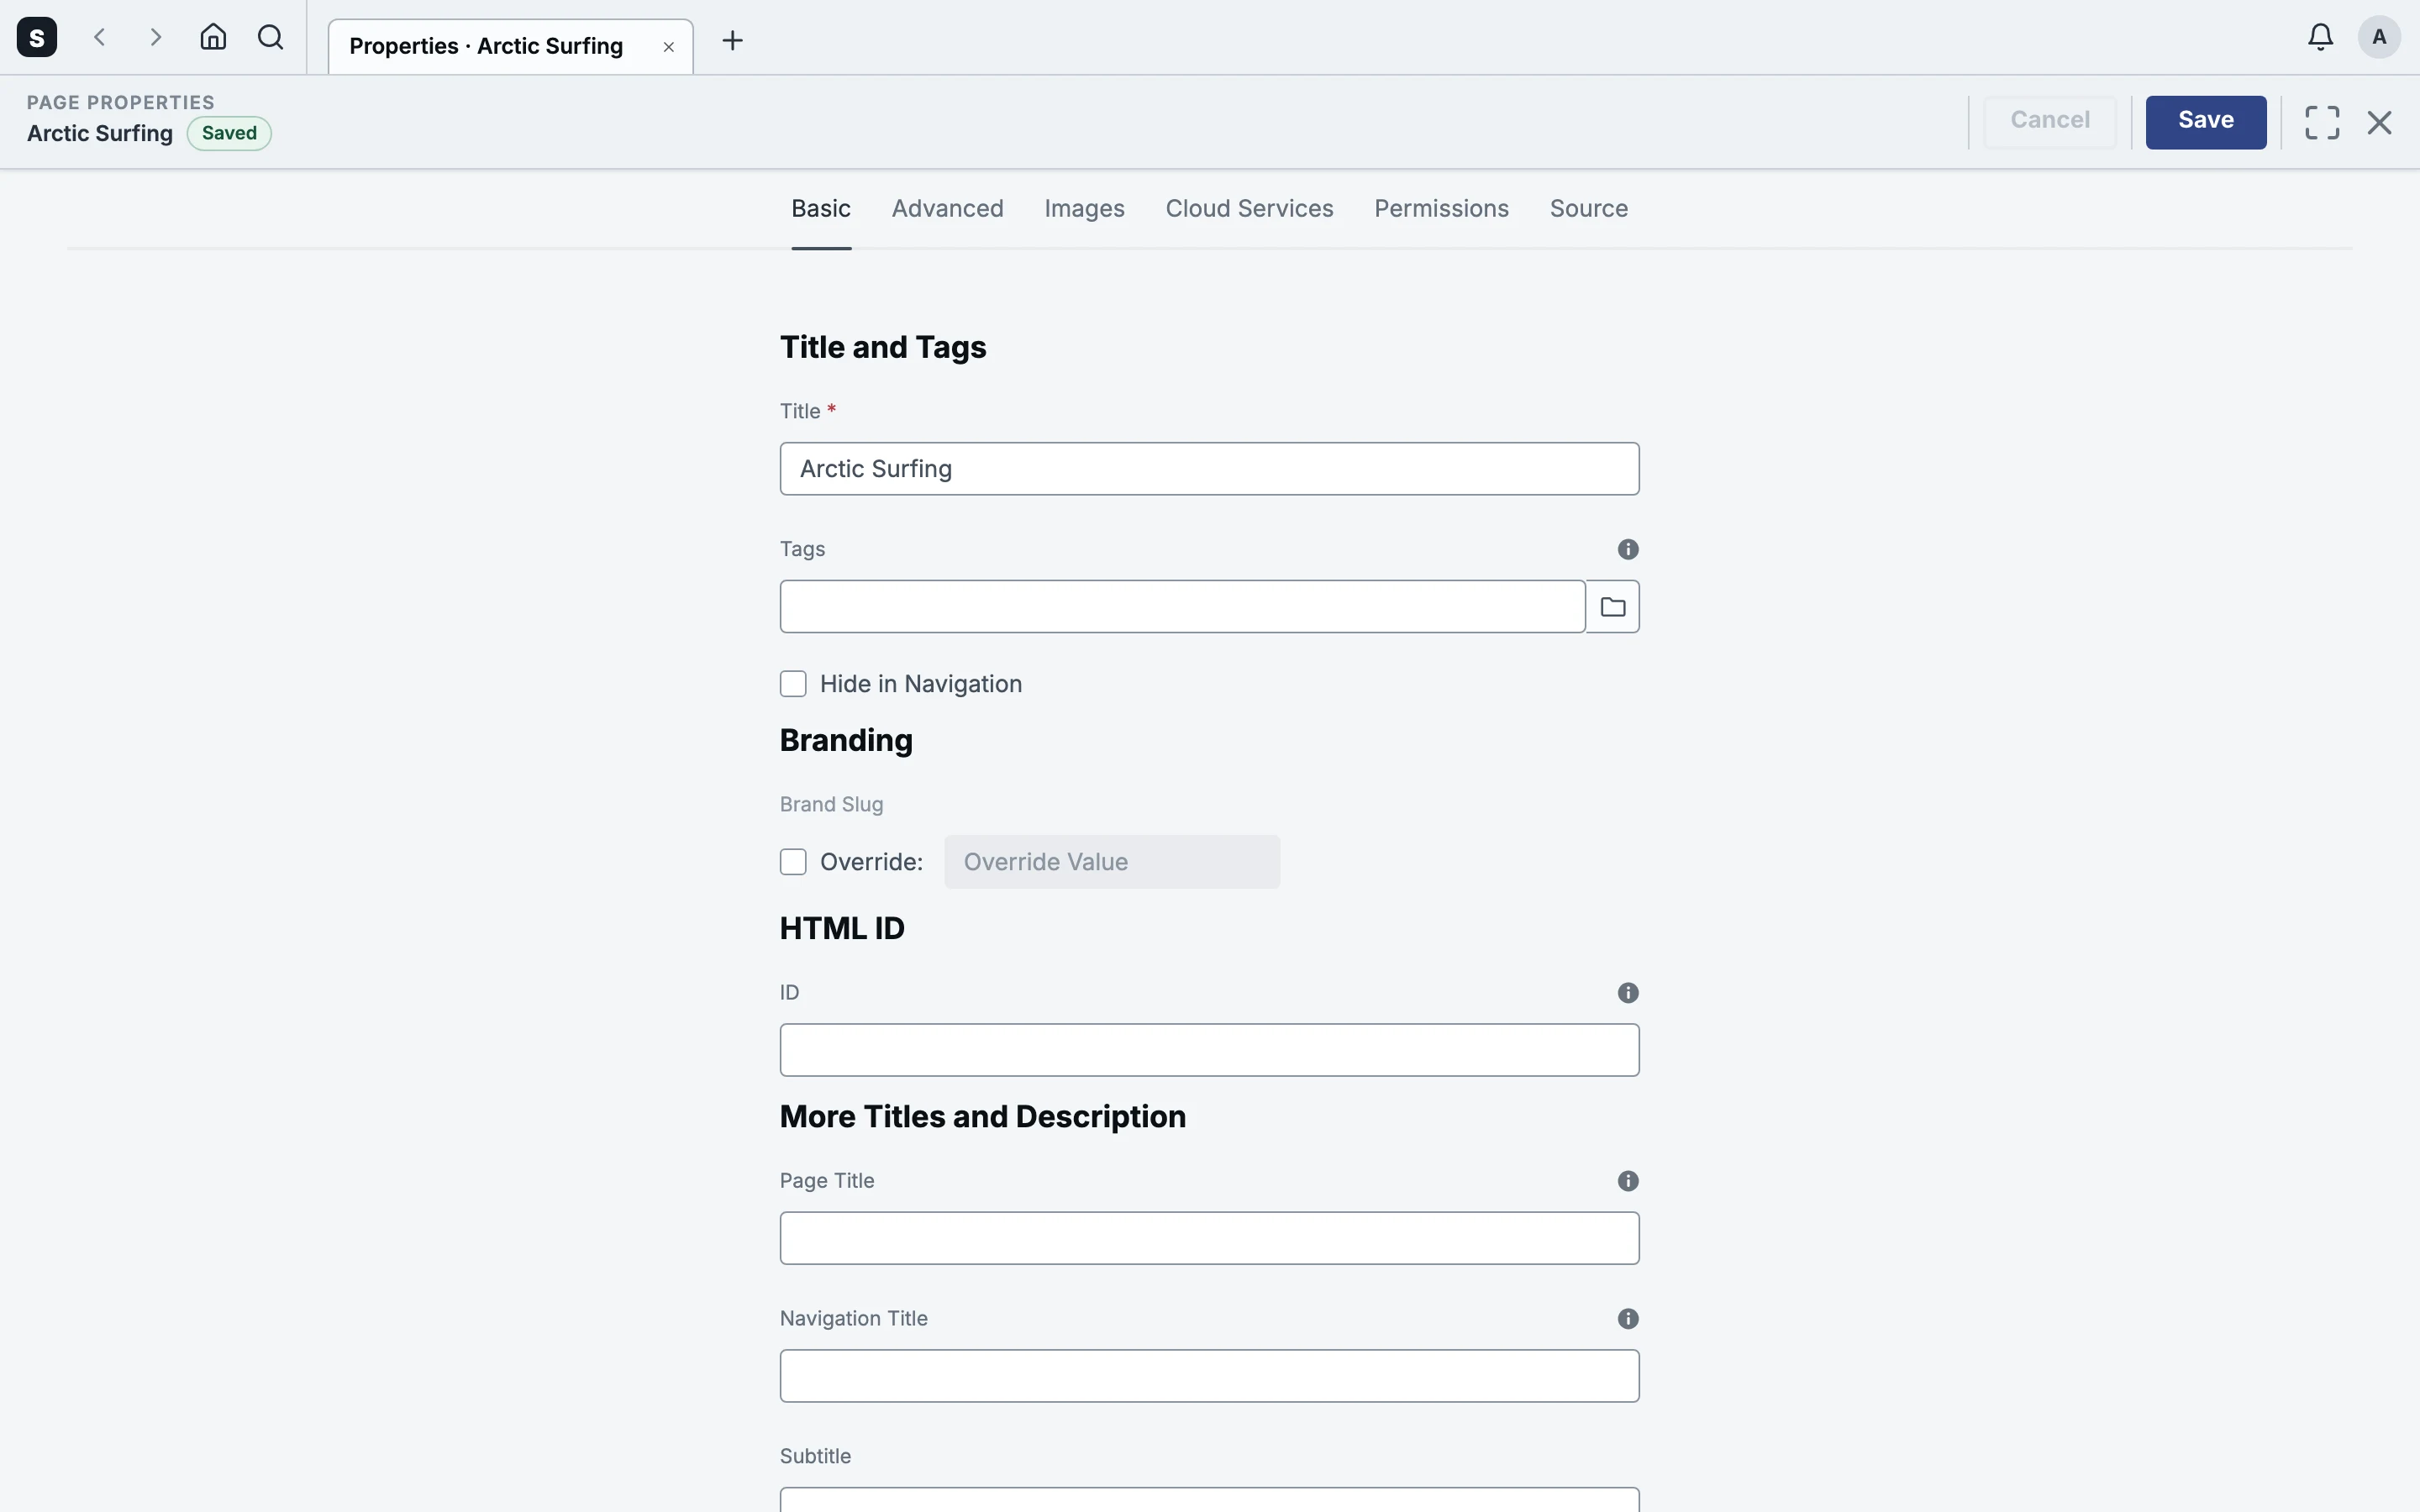 S
Properties · Arctic Surfing
A
PAGE PROPERTIES
Arctic Surfing Saved
Cancel Save
Basic Advanced Images Cloud Services Permissions Source
Title and Tags
Title *
Arctic Surfing
Tags
Hide in Navigation
Branding
Brand Slug
Override: Override Value
HTML ID
ID
More Titles and Description
Page Title
Navigation Title
Subtitle